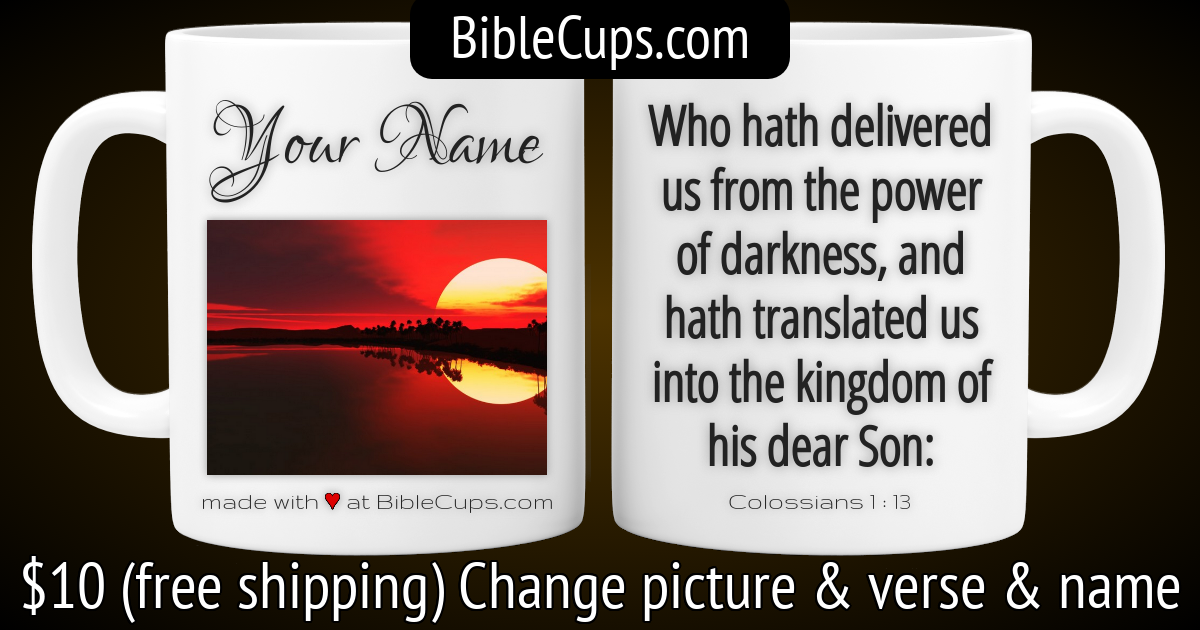 BibleCups.com
Your Name
made with ♥ at BibleCups.com
Who hath delivered
us from the power
of darkness, and
hath translated us
into the kingdom of
his dear Son:
Colossians 1 : 13
$10 (free shipping) Change picture & verse & name